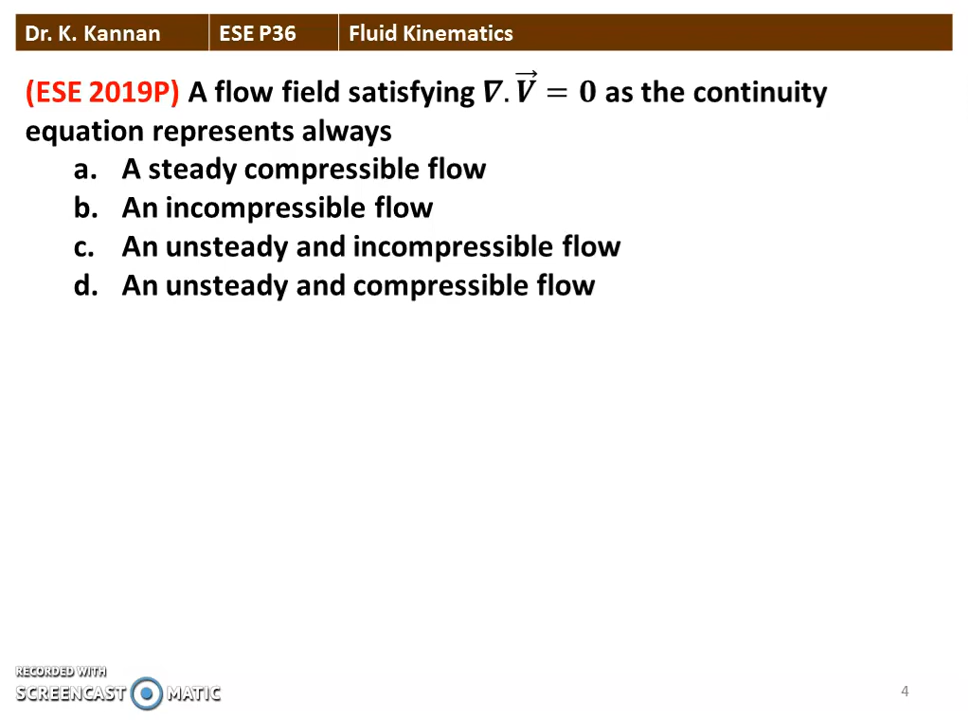 Dr. K. Kannan ESE P36 Fluid Kinematics
(ESE 2019P) A flow field satisfying ∇. V⃗ = 0 as the continuity
equation represents always
a. A steady compressible flow
b. An incompressible flow
c. An unsteady and incompressible flow
d. An unsteady and compressible flow
RECORDED WITH
SCREENCAST MATIC
4